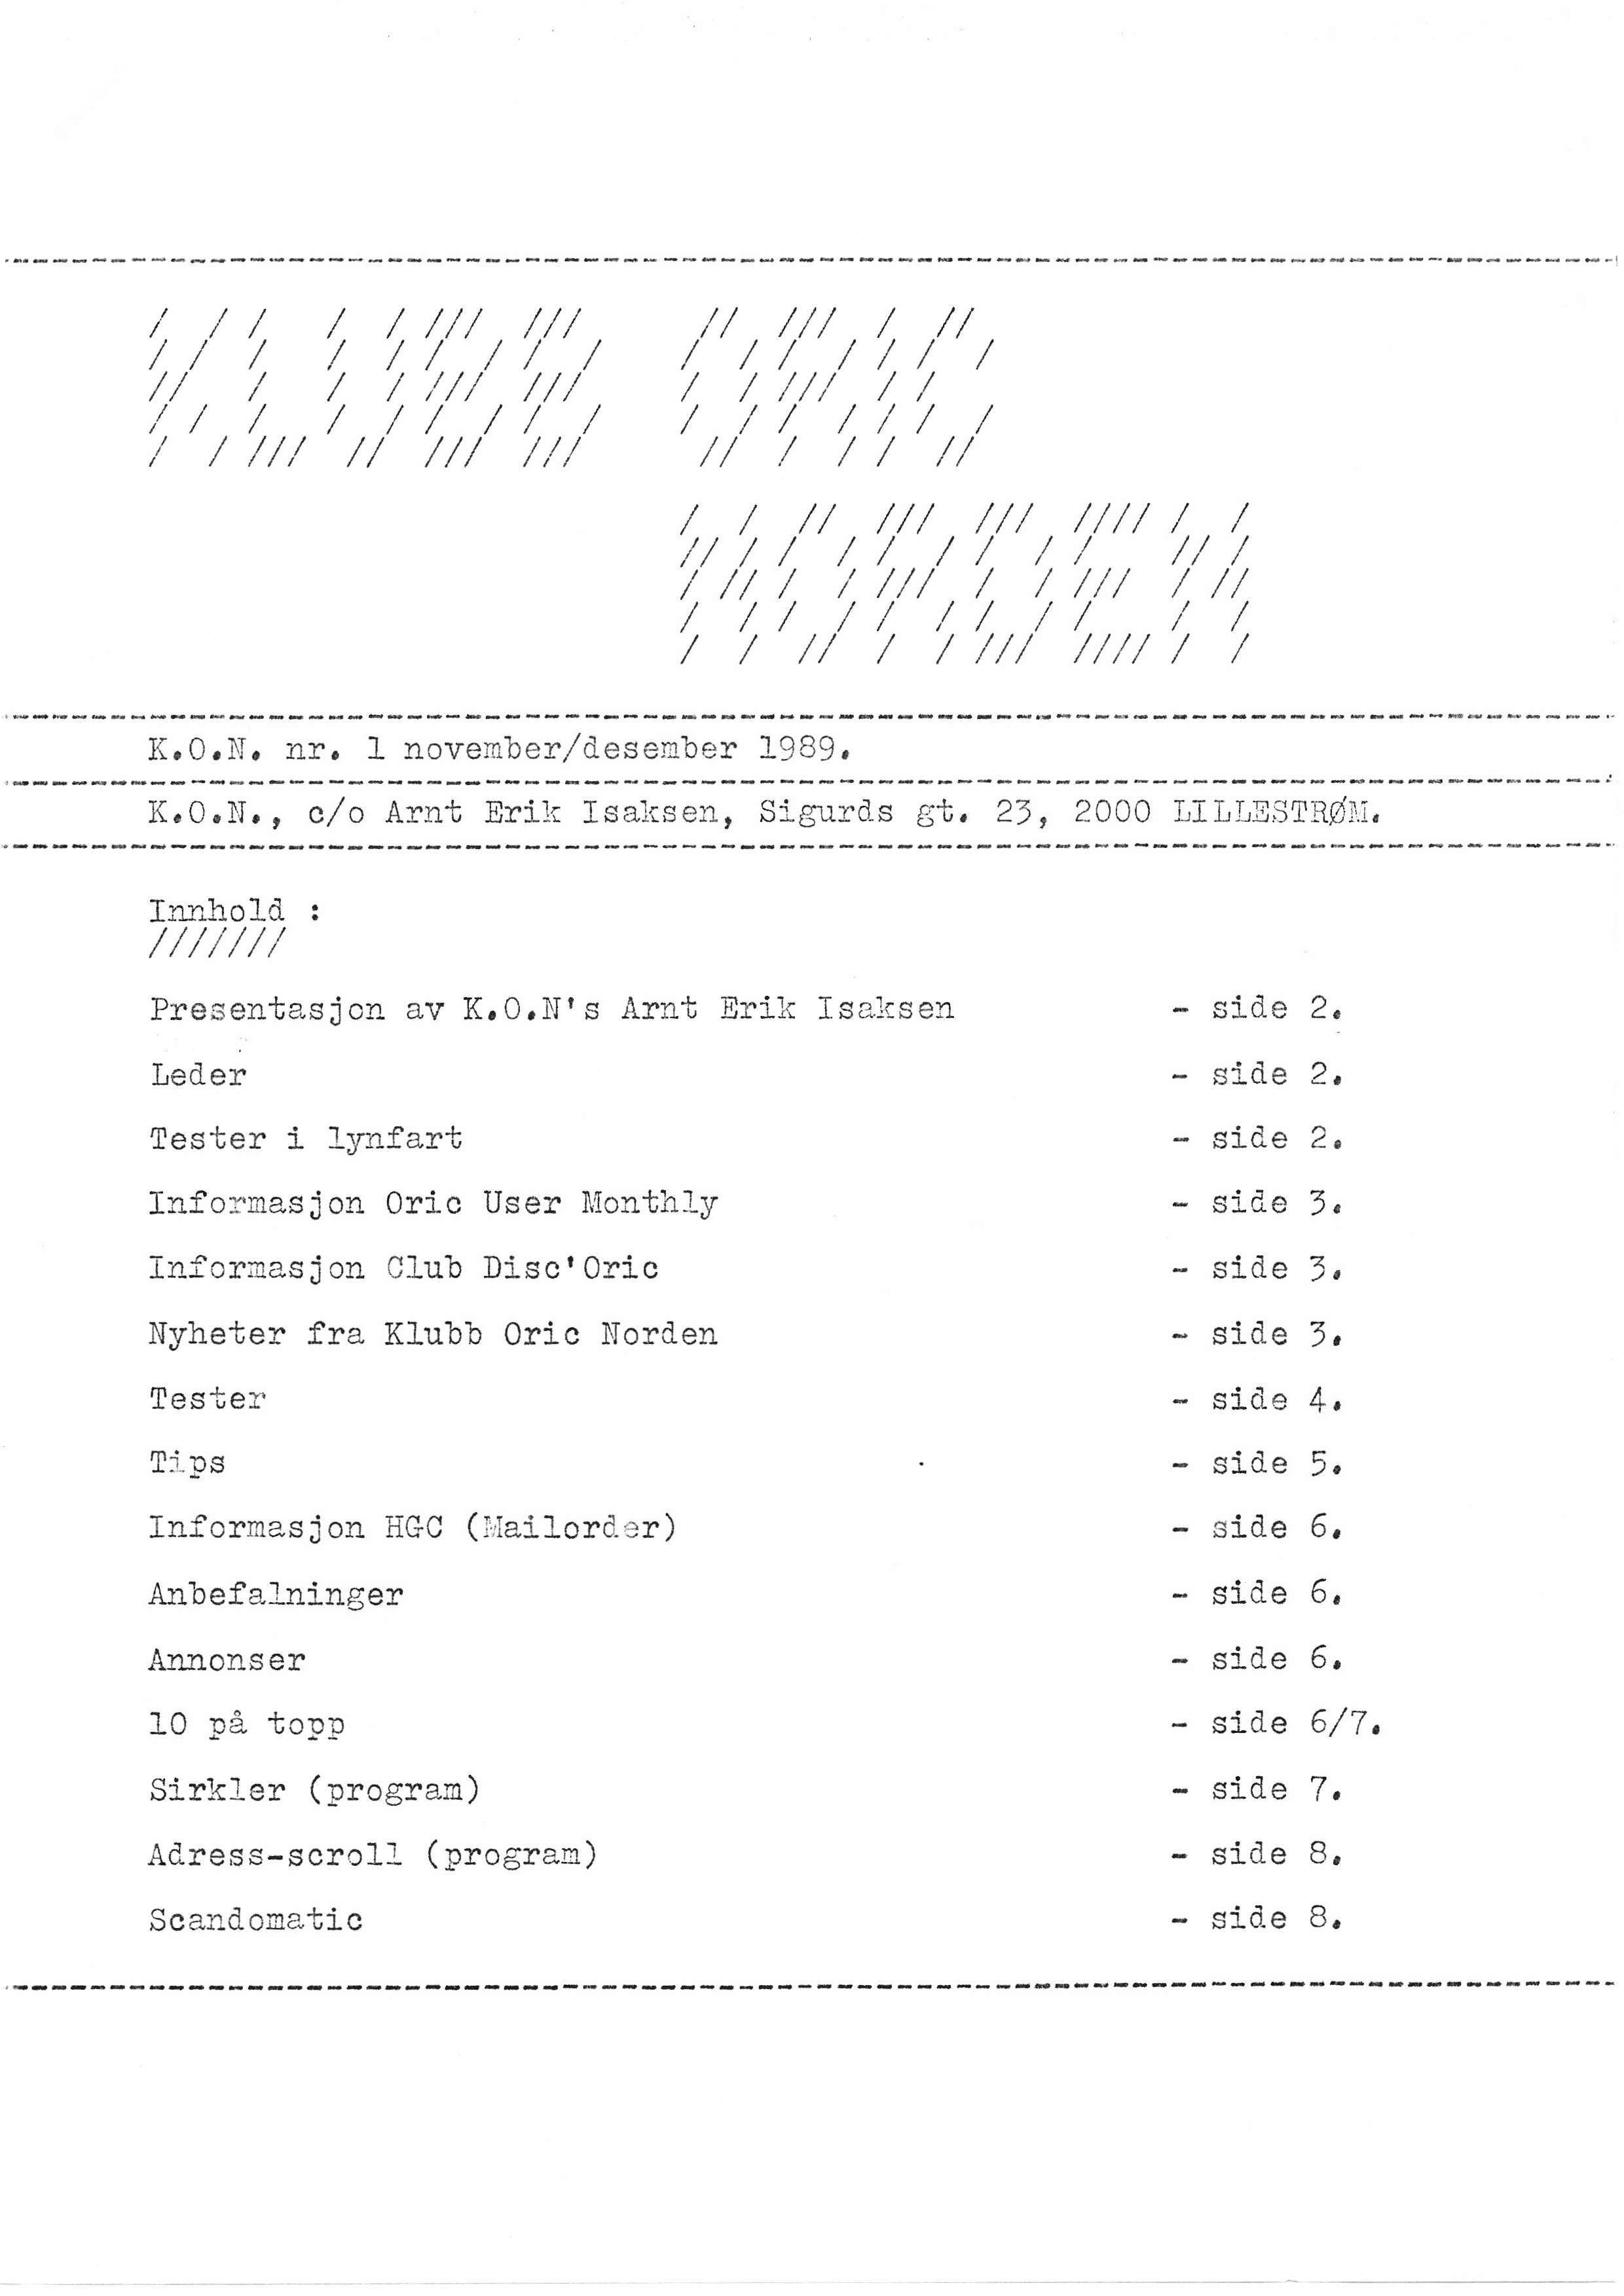 KLUBB ORIC
NORDEN
K.O.N. nr. 1 november/desember 1989.
K.O.N., c/o Arnt Erik Isaksen, Sigurds gt. 23, 2000 LILLESTRØM.
Innhold :
///////
Presentasjon av K.O.N's Arnt Erik Isaksen - side 2.
Leder - side 2.
Tester i lynfart - side 2.
Informasjon Oric User Monthly - side 3.
Informasjon Club Disc'Oric - side 3.
Nyheter fra Klubb Oric Norden - side 3.
Tester - side 4.
Tips - side 5.
Informasjon HGC (Mailorder) - side 6.
Anbefalninger - side 6.
Annonser - side 6.
10 på topp - side 6/7.
Sirkler (program) - side 7.
Adress-scroll (program) - side 8.
Scandomatic - side 8.